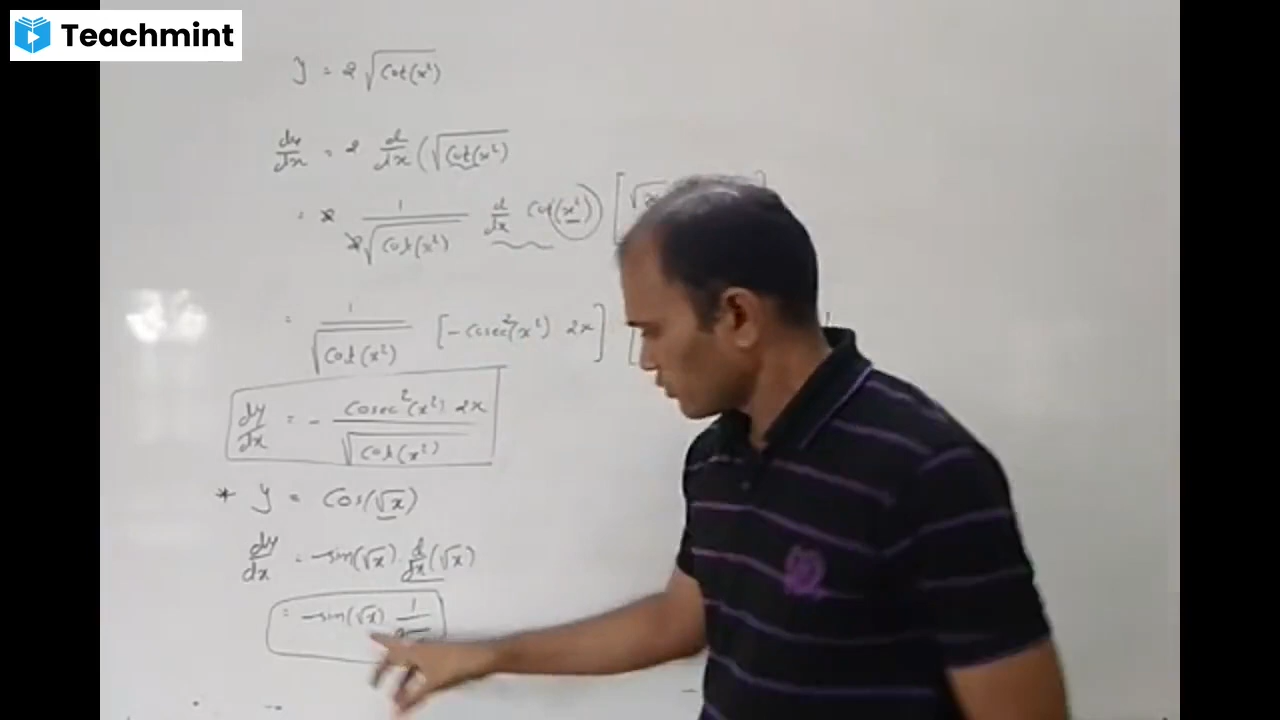 Teachmint
y = 2 √cot(x²)
dy/dx = 2 d/dx (√cot(x²)
= 2 1/2√cot(x²) d/dx cot(x²) [√x
= 1/√cot(x²) [-cosec²(x²) 2x]
dy/dx = - cosec²(x²) 2x/√cot(x²)
* y = cos(√x)
dy/dx = -sin(√x) · d/dx (√x)
= -sin(√x) 1/